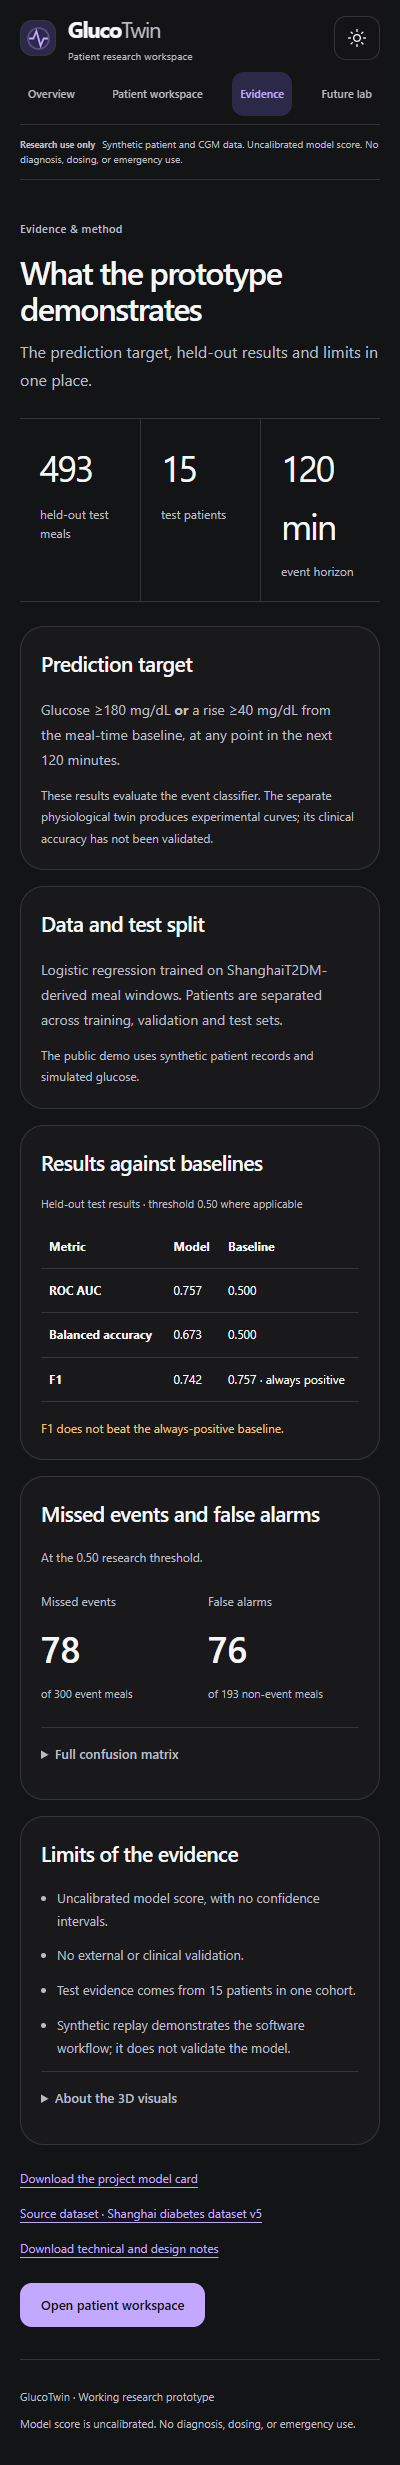 GlucoTwin
Patient research workspace
Overview
Patient workspace
Evidence
Future lab
Research use only Synthetic patient and CGM data. Uncalibrated model score. No
diagnosis, dosing, or emergency use.
Evidence & method
What the prototype
demonstrates
The prediction target, held-out results and limits in
one place.
493
held-out test
meals
15
test patients
120
min
event horizon
Prediction target
Glucose ≥180 mg/dL or a rise ≥40 mg/dL from
the meal-time baseline, at any point in the next
120 minutes.
These results evaluate the event classifier. The separate
physiological twin produces experimental curves; its clinical
accuracy has not been validated.
Data and test split
Logistic regression trained on ShanghaiT2DM-
derived meal windows. Patients are separated
across training, validation and test sets.
The public demo uses synthetic patient records and
simulated glucose.
Results against baselines
Held-out test results · threshold 0.50 where applicable
Metric Model Baseline
ROC AUC 0.757 0.500
Balanced accuracy 0.673 0.500
F1 0.742 0.757 · always positive
F1 does not beat the always-positive baseline.
Missed events and false alarms
At the 0.50 research threshold.
Missed events
78
of 300 event meals
False alarms
76
of 193 non-event meals
▶ Full confusion matrix
Limits of the evidence
• Uncalibrated model score, with no confidence
intervals.
• No external or clinical validation.
• Test evidence comes from 15 patients in one cohort.
• Synthetic replay demonstrates the software
workflow; it does not validate the model.
▶ About the 3D visuals
Download the project model card
Source dataset · Shanghai diabetes dataset v5
Download technical and design notes
Open patient workspace
GlucoTwin · Working research prototype
Model score is uncalibrated. No diagnosis, dosing, or emergency use.